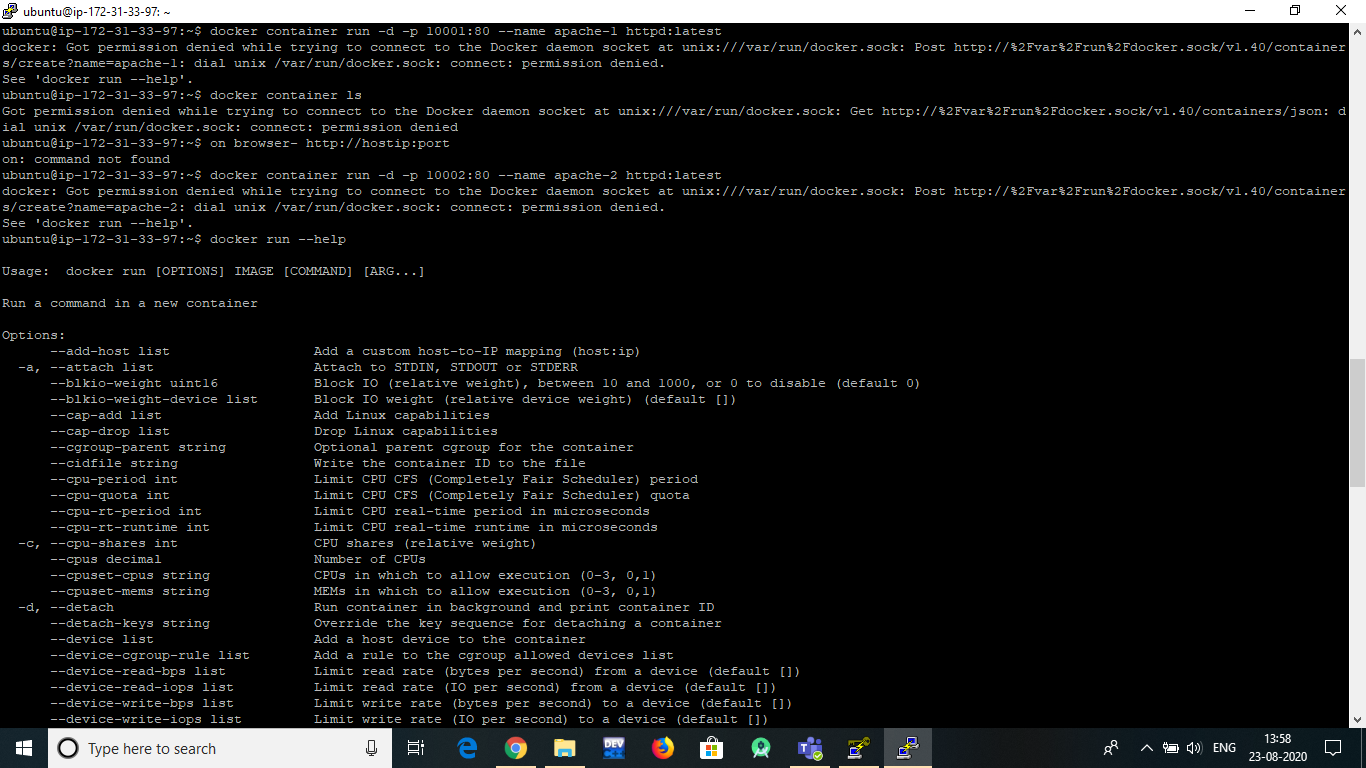 ubuntu@ip-172-31-33-97: ~
ubuntu@ip-172-31-33-97:~$ docker container run -d -p 10001:80 --name apache-1 httpd:latest
docker: Got permission denied while trying to connect to the Docker daemon socket at unix:///var/run/docker.sock: Post http://%2Fvar%2Frun%2Fdocker.sock/v1.40/container
s/create?name=apache-1: dial unix /var/run/docker.sock: connect: permission denied.
See 'docker run --help'.
ubuntu@ip-172-31-33-97:~$ docker container ls
Got permission denied while trying to connect to the Docker daemon socket at unix:///var/run/docker.sock: Get http://%2Fvar%2Frun%2Fdocker.sock/v1.40/containers/json: d
ial unix /var/run/docker.sock: connect: permission denied
ubuntu@ip-172-31-33-97:~$ on browser- http://hostip:port
on: command not found
ubuntu@ip-172-31-33-97:~$ docker container run -d -p 10002:80 --name apache-2 httpd:latest
docker: Got permission denied while trying to connect to the Docker daemon socket at unix:///var/run/docker.sock: Post http://%2Fvar%2Frun%2Fdocker.sock/v1.40/container
s/create?name=apache-2: dial unix /var/run/docker.sock: connect: permission denied.
See 'docker run --help'.
ubuntu@ip-172-31-33-97:~$ docker run --help
Usage:  docker run [OPTIONS] IMAGE [COMMAND] [ARG...]
Run a command in a new container
Options:
--add-host list Add a custom host-to-IP mapping (host:ip)
-a, --attach list Attach to STDIN, STDOUT or STDERR
--blkio-weight uint16 Block IO (relative weight), between 10 and 1000, or 0 to disable (default 0)
--blkio-weight-device list Block IO weight (relative device weight) (default [])
--cap-add list Add Linux capabilities
--cap-drop list Drop Linux capabilities
--cgroup-parent string Optional parent cgroup for the container
--cidfile string Write the container ID to the file
--cpu-period int Limit CPU CFS (Completely Fair Scheduler) period
--cpu-quota int Limit CPU CFS (Completely Fair Scheduler) quota
--cpu-rt-period int Limit CPU real-time period in microseconds
--cpu-rt-runtime int Limit CPU real-time runtime in microseconds
-c, --cpu-shares int CPU shares (relative weight)
--cpus decimal Number of CPUs
--cpuset-cpus string CPUs in which to allow execution (0-3, 0,1)
--cpuset-mems string MEMs in which to allow execution (0-3, 0,1)
-d, --detach Run container in background and print container ID
--detach-keys string Override the key sequence for detaching a container
--device list Add a host device to the container
--device-cgroup-rule list Add a rule to the cgroup allowed devices list
--device-read-bps list Limit read rate (bytes per second) from a device (default [])
--device-read-iops list Limit read rate (IO per second) from a device (default [])
--device-write-bps list Limit write rate (bytes per second) to a device (default [])
--device-write-iops list Limit write rate (IO per second) to a device (default [])
Type here to search
DEV
ENG
13:58
23-08-2020